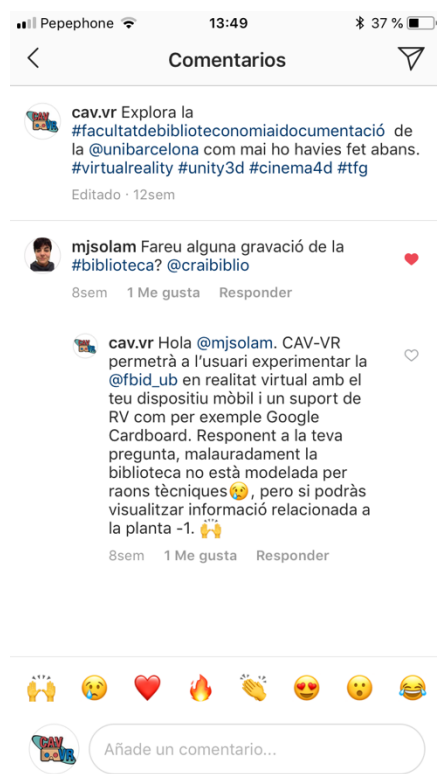 Pepephone 13:49 37 %
Comentarios
cav.vr Explora la
#facultatdebiblioteconomiaidocumentació de
la @unibarcelona com mai ho havies fet abans.
#virtualreality #unity3d #cinema4d #tfg
Editado · 12sem
mjsolam Fareu alguna gravació de la
#biblioteca? @craibiblio
8sem 1 Me gusta Responder
cav.vr Hola @mjsolam. CAV-VR
permetrà a l'usuari experimentar la
@fbid_ub en realitat virtual amb el
teu dispositiu mòbil i un suport de
RV com per exemple Google
Cardboard. Responent a la teva
pregunta, malauradament la
biblioteca no està modelada per
raons tècniques😢, pero si podràs
visualitzar informació relacionada a
la planta -1. 🙌
8sem 1 Me gusta Responder
🙌 😢 ❤️ 🔥 👏 😍 😮 😂
CAV
VR
Añade un comentario...